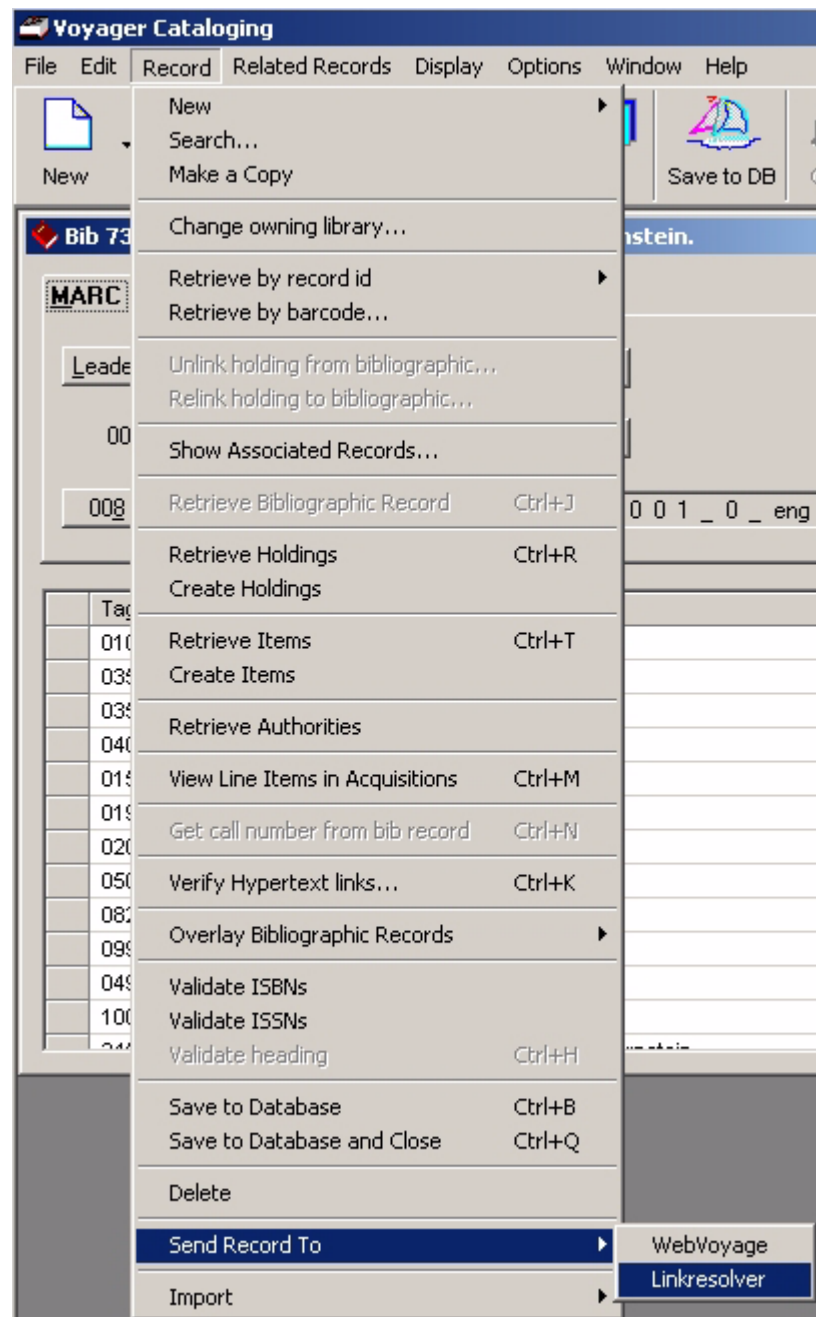 Voyager Cataloging
File Edit Record Related Records Display Options Window Help
New Save to DB
New
Search...
Make a Copy
Change owning library...
Bib 73 nstein.
Retrieve by record id
MARC
Retrieve by barcode...
Unlink holding from bibliographic...
Leade
Relink holding to bibliographic...
00
Show Associated Records...
Retrieve Bibliographic Record Ctrl+J
008 0 0 1 _ 0 _ eng
Retrieve Holdings Ctrl+R
Create Holdings
Tag
Retrieve Items Ctrl+T
010
Create Items
035
035
Retrieve Authorities
040
View Line Items in Acquisitions Ctrl+M
015
019
Get call number from bib record Ctrl+N
020
050
Verify Hypertext links... Ctrl+K
082
Overlay Bibliographic Records
099
049
Validate ISBNs
100
Validate ISSNs
Validate heading Ctrl+H
Save to Database Ctrl+B
Save to Database and Close Ctrl+Q
Delete
Send Record To
WebVoyage
Linkresolver
Import